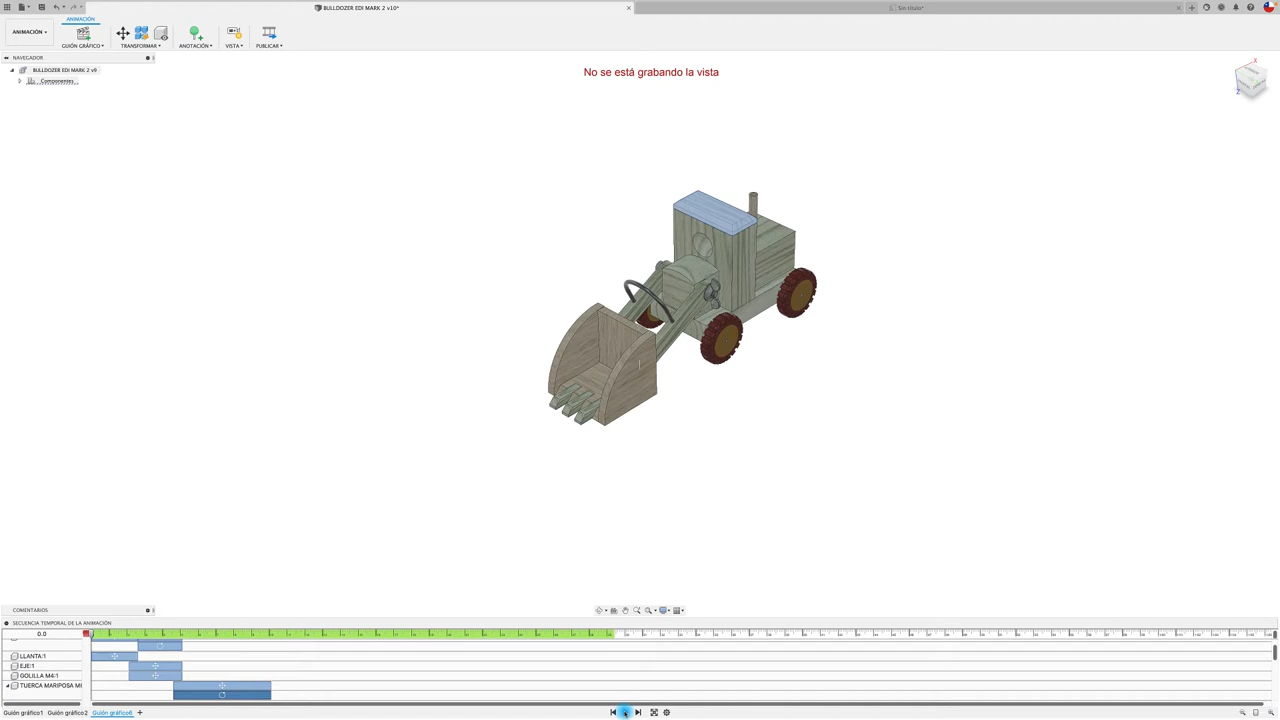 BULLDOZER EDI MARK 2 v10*
Sin título*
ANIMACIÓN
ANIMACIÓN
GUIÓN GRÁFICO
TRANSFORMAR
ANOTACIÓN
VISTA
PUBLICAR
NAVEGADOR
BULLDOZER EDI MARK 2 v9
Componentes
No se está grabando la vista
COMENTARIOS
SECUENCIA TEMPORAL DE LA ANIMACIÓN
0.0
LLANTA:1
EJE:1
GOLILLA M4:1
TUERCA MARIPOSA M
Guión gráfico1
Guión gráfico2
Guión gráfico6